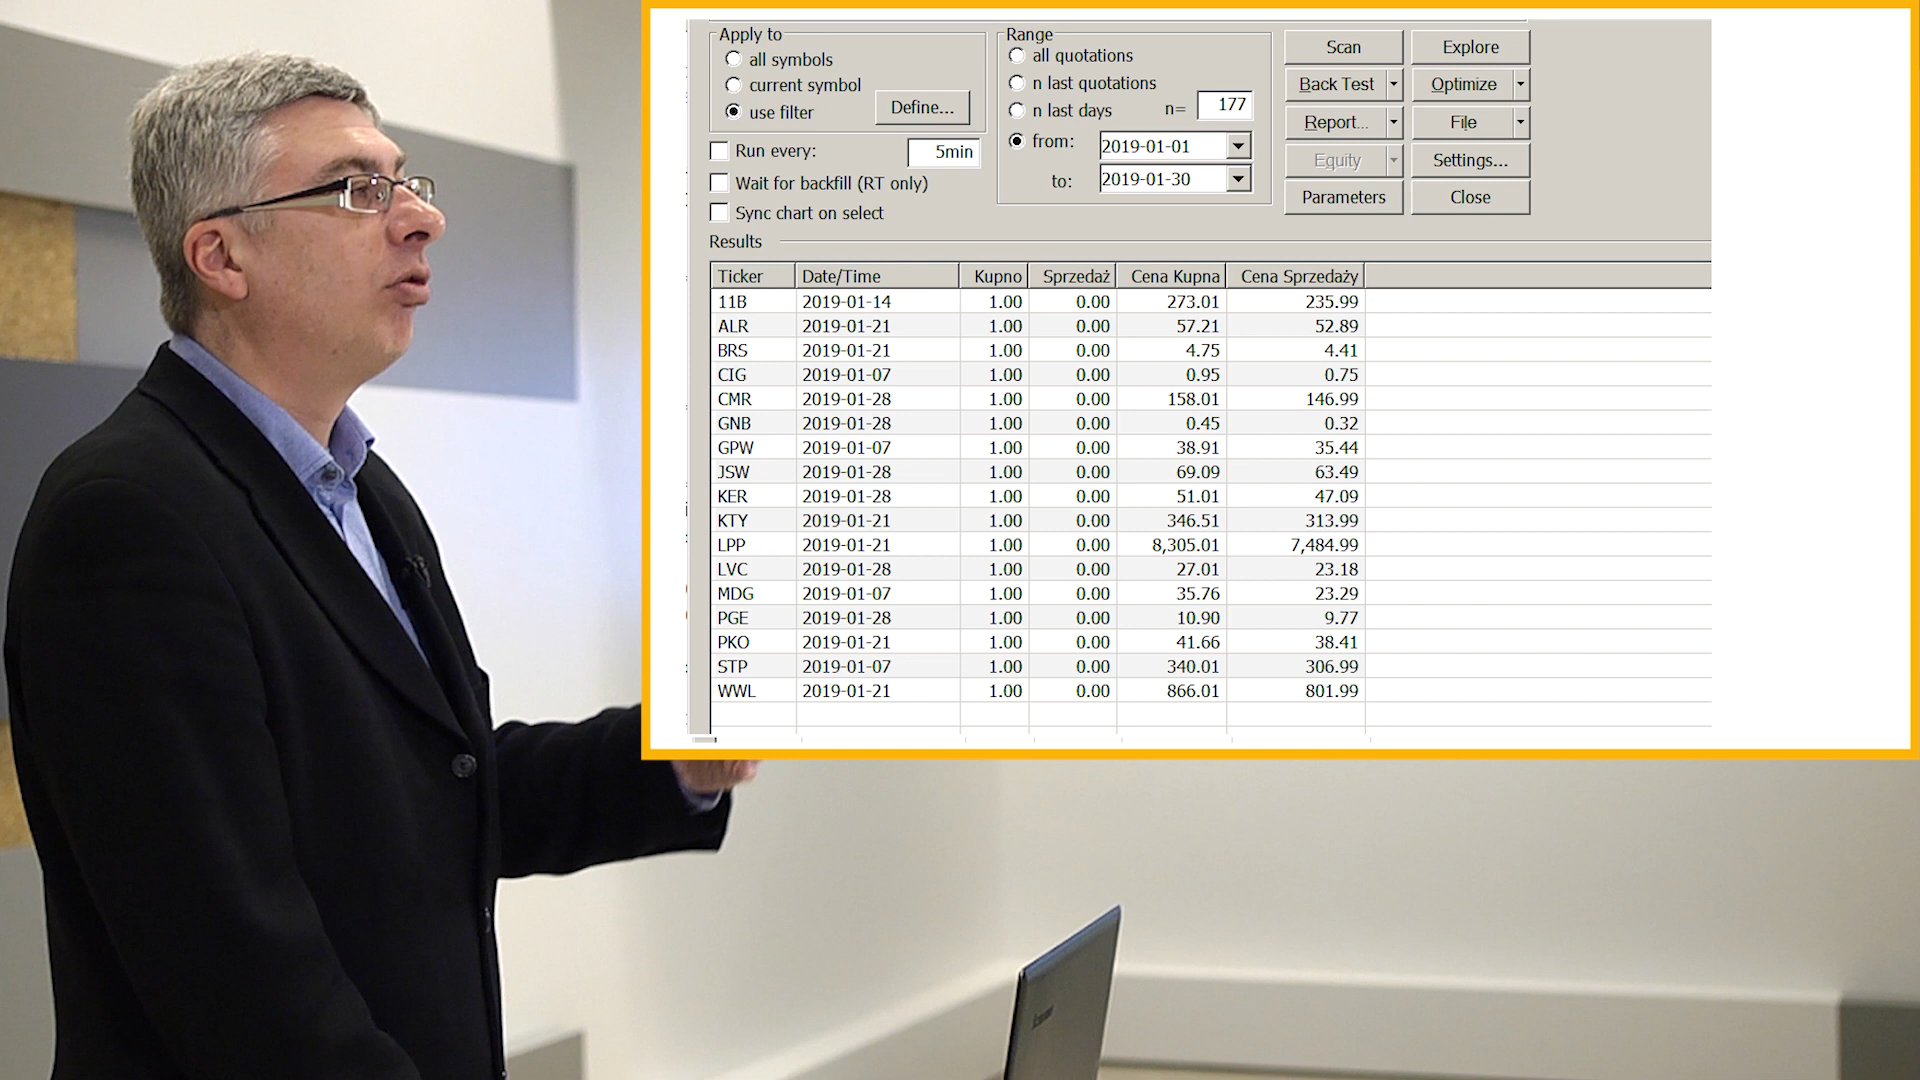 Apply to
all symbols
current symbol
use filter
Define...
Run every: 5min
Wait for backfill (RT only)
Sync chart on select
Range
all quotations
n last quotations
n last days n= 177
from: 2019-01-01
to: 2019-01-30
Scan Explore
Back Test Optimize
Report... File
Equity Settings...
Parameters Close
Results
Ticker Date/Time Kupno Sprzedaż Cena Kupna Cena Sprzedaży
11B 2019-01-14 1.00 0.00 273.01 235.99
ALR 2019-01-21 1.00 0.00 57.21 52.89
BRS 2019-01-21 1.00 0.00 4.75 4.41
CIG 2019-01-07 1.00 0.00 0.95 0.75
CMR 2019-01-28 1.00 0.00 158.01 146.99
GNB 2019-01-28 1.00 0.00 0.45 0.32
GPW 2019-01-07 1.00 0.00 38.91 35.44
JSW 2019-01-28 1.00 0.00 69.09 63.49
KER 2019-01-28 1.00 0.00 51.01 47.09
KTY 2019-01-21 1.00 0.00 346.51 313.99
LPP 2019-01-21 1.00 0.00 8,305.01 7,484.99
LVC 2019-01-28 1.00 0.00 27.01 23.18
MDG 2019-01-07 1.00 0.00 35.76 23.29
PGE 2019-01-28 1.00 0.00 10.90 9.77
PKO 2019-01-21 1.00 0.00 41.66 38.41
STP 2019-01-07 1.00 0.00 340.01 306.99
WWL 2019-01-21 1.00 0.00 866.01 801.99